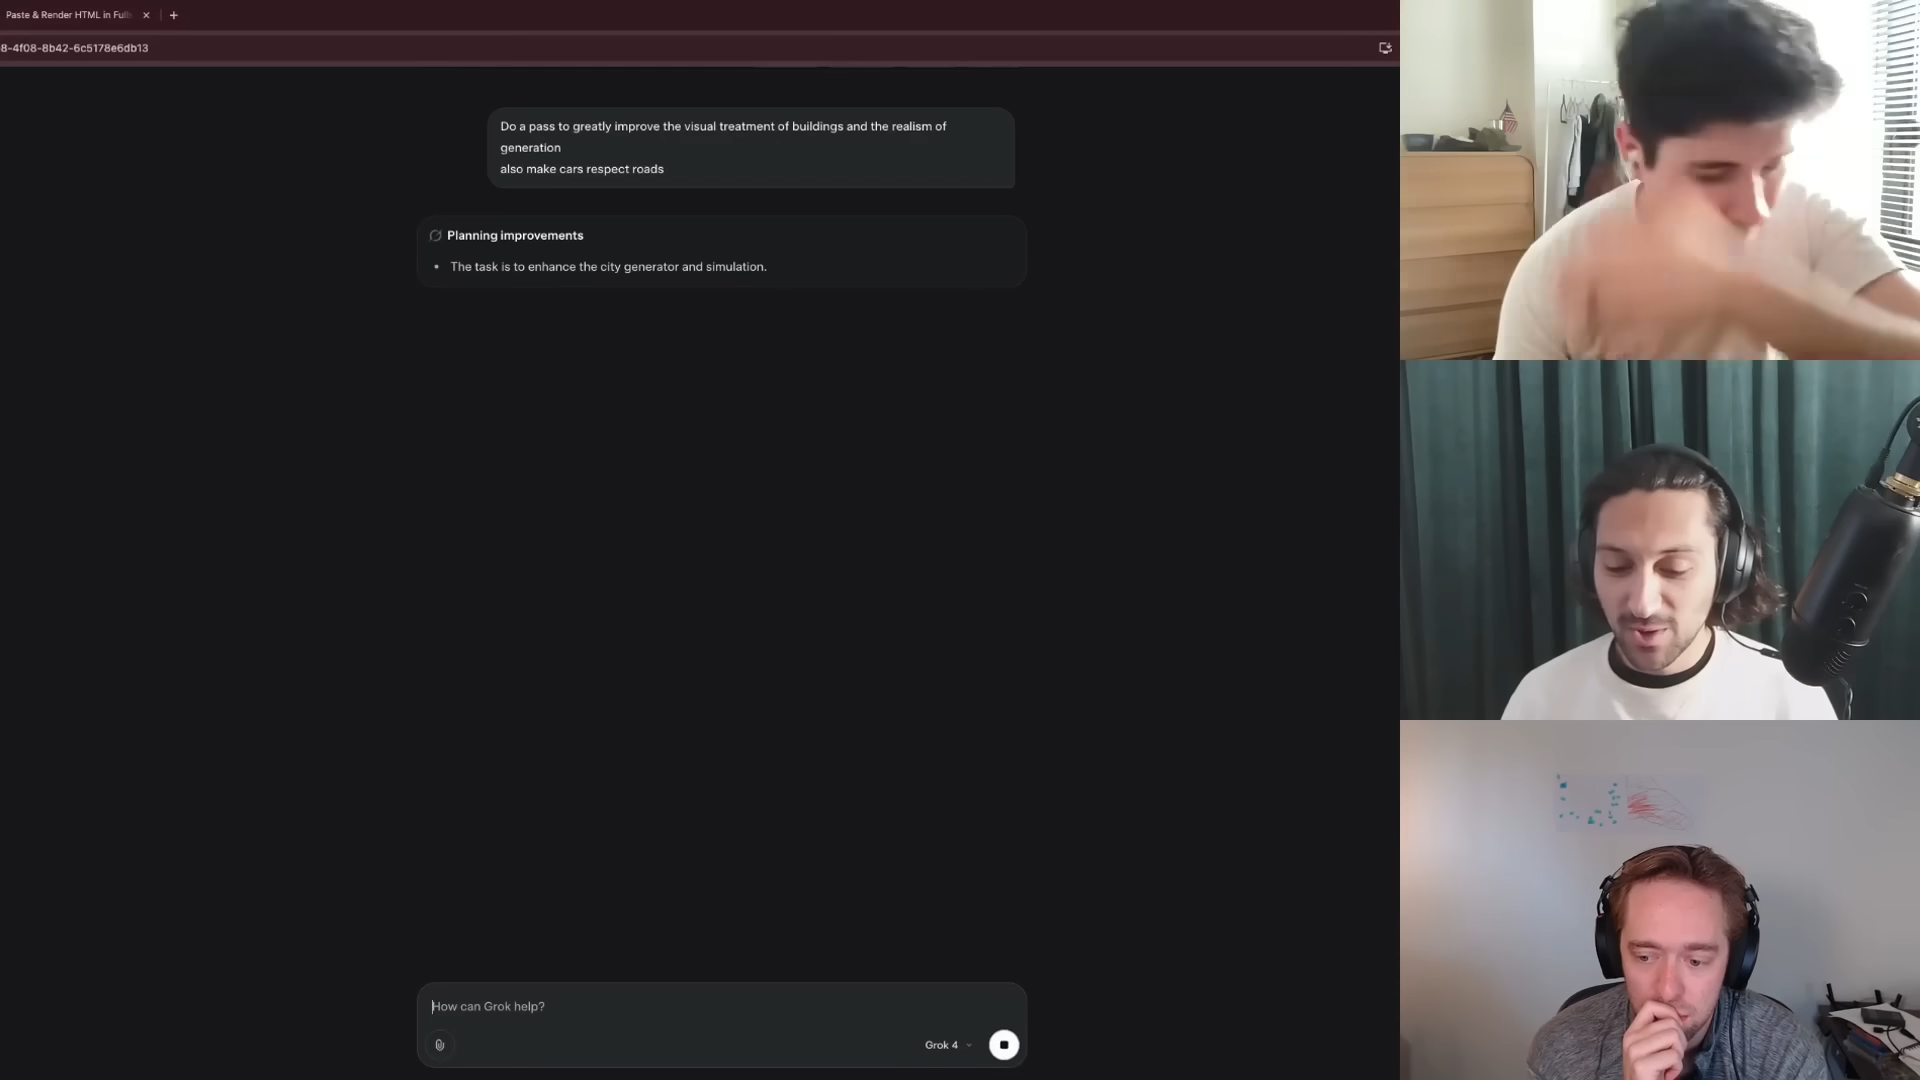 Paste & Render HTML in Full
8-4f08-8b42-6c5178e6db13
Do a pass to greatly improve the visual treatment of buildings and the realism of
generation
also make cars respect roads
Planning improvements
• The task is to enhance the city generator and simulation.
How can Grok help?
Grok 4